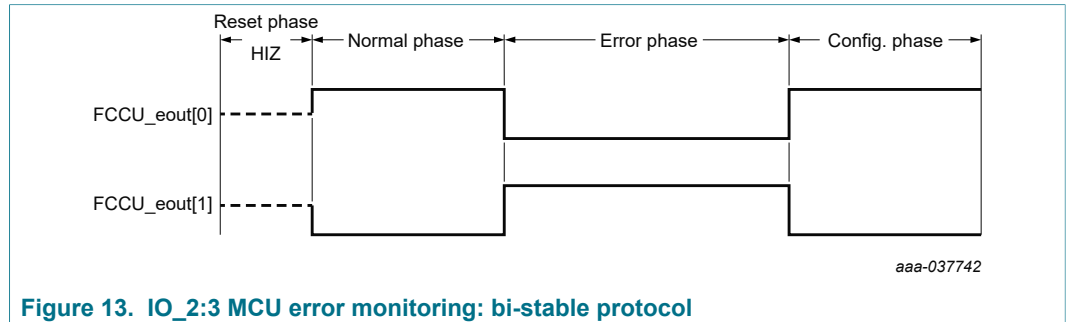 Reset phase
HIZ
Normal phase
Error phase
Config. phase
FCCU_eout[0]
FCCU_eout[1]
aaa-037742
Figure 13. IO_2:3 MCU error monitoring: bi-stable protocol